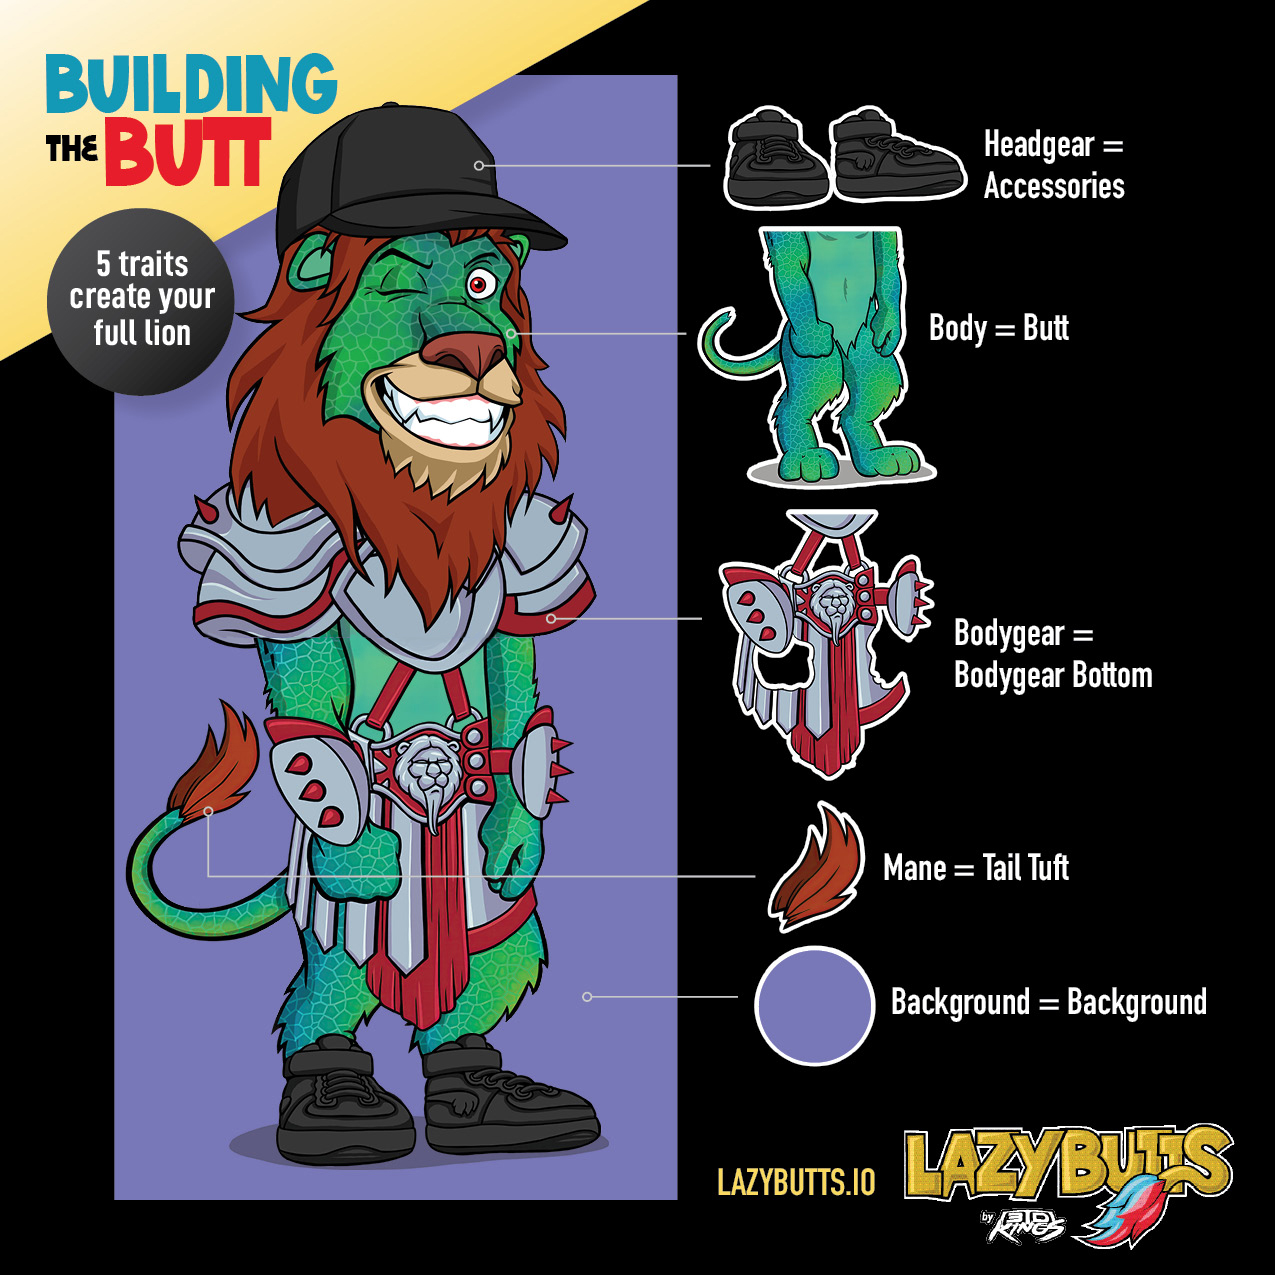 BUILDING
THE BUTT
5 traits
create your
full lion
Headgear =
Accessories
Body = Butt
Bodygear =
Bodygear Bottom
Mane = Tail Tuft
Background = Background
LAZYBUTTS.IO
LAZYBUTTS
by
KINGS